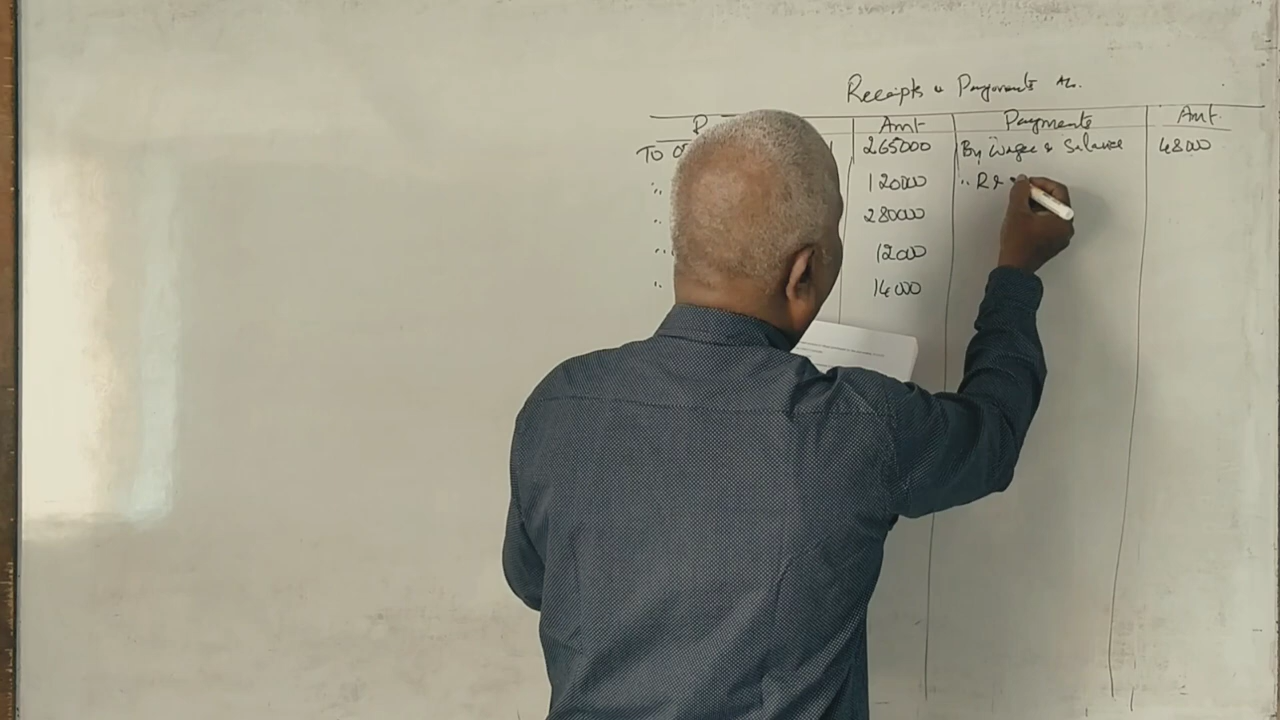 Receipts & Payments A/c.
Amt Payments Amt
To 265000 By Wages & Salaries 48000
" 120000 " R &
" 280000
" 12000
" 14000